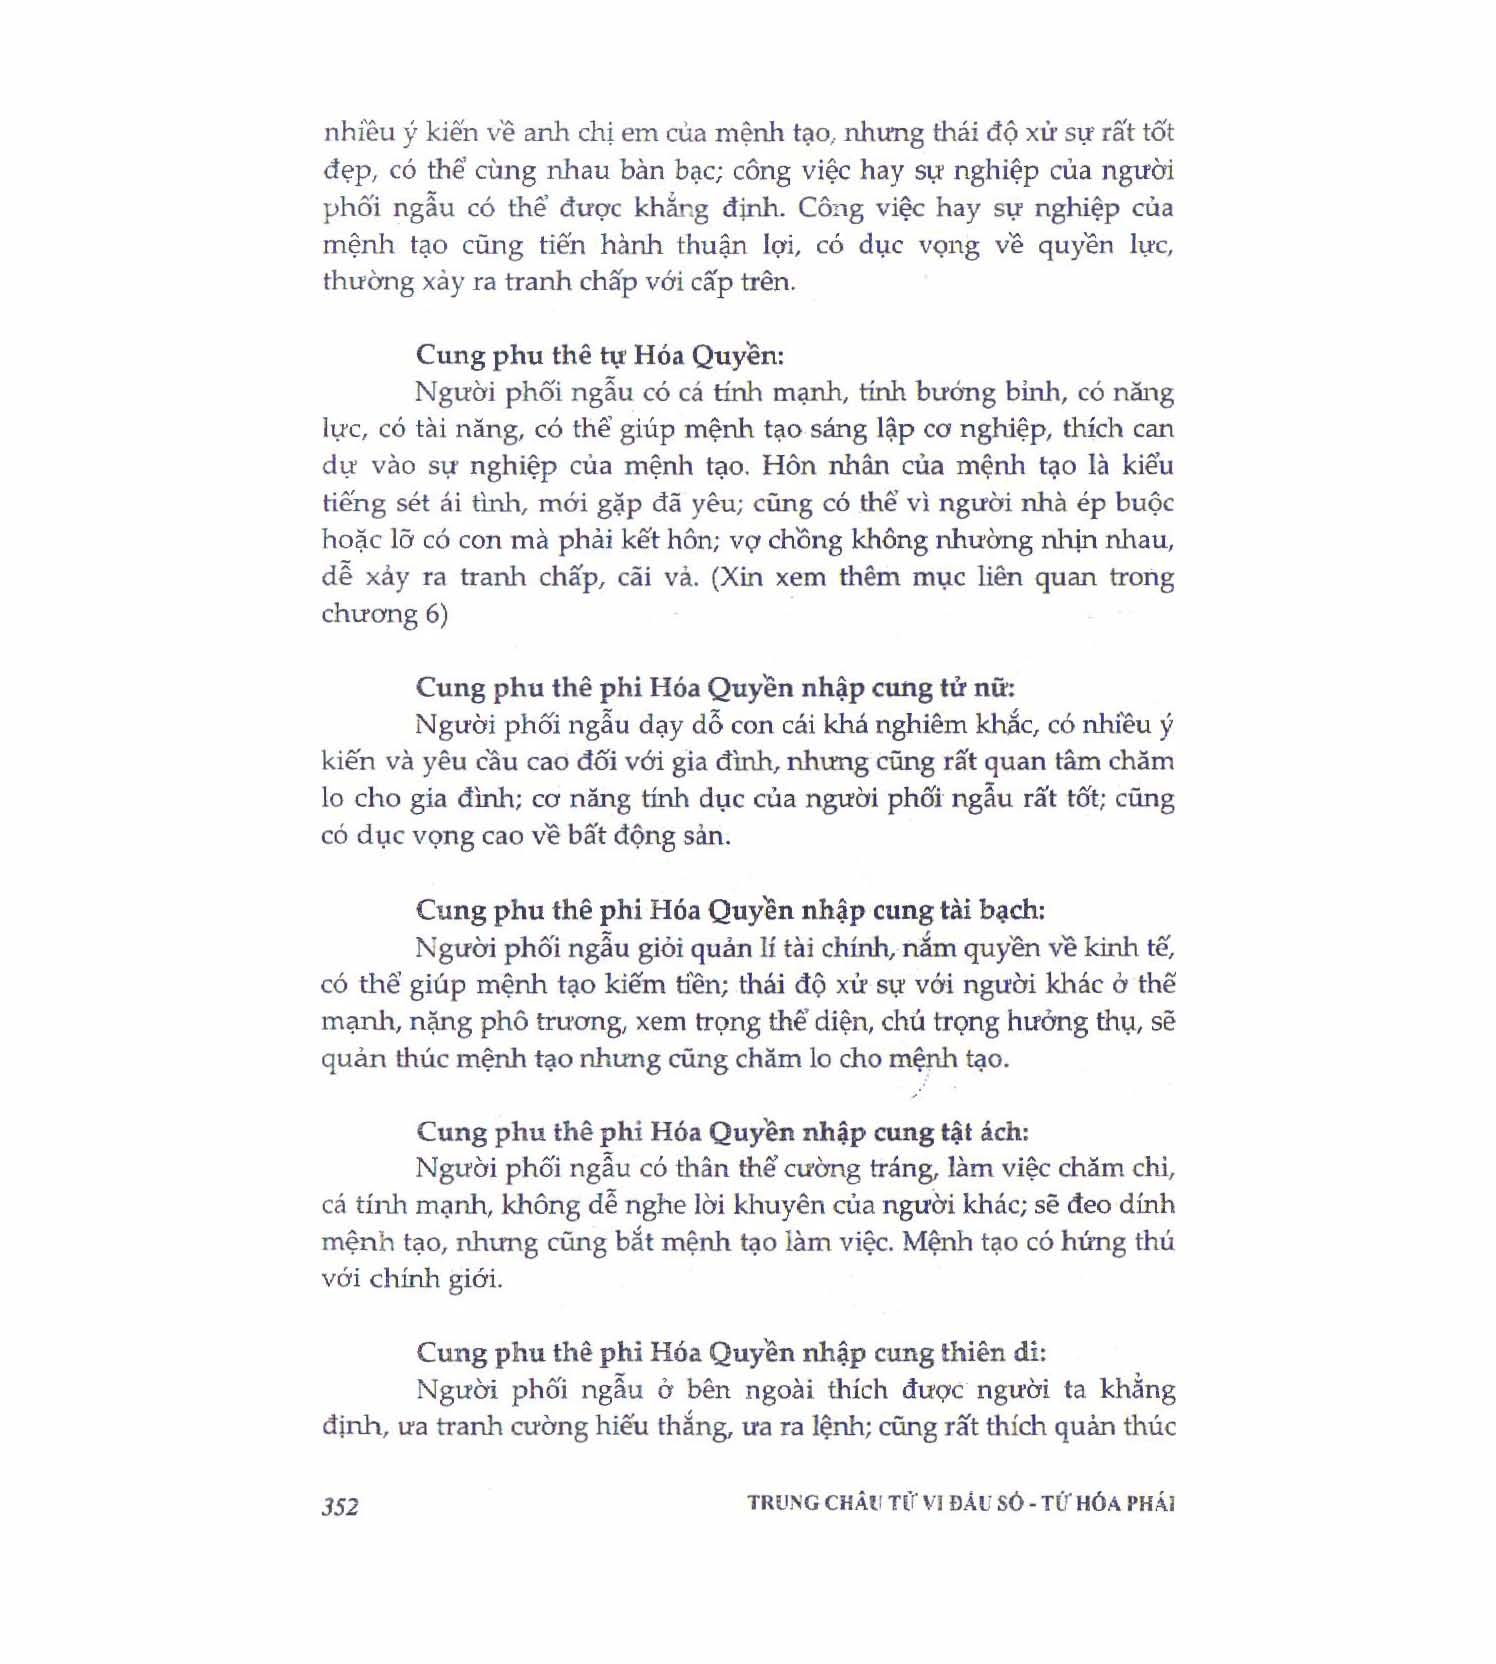 nhiều ý kiến về anh chị em của mệnh tạo, nhưng thái độ xử sự rất tốt
đẹp, có thể cùng nhau bàn bạc; công việc hay sự nghiệp của người
phối ngẫu có thể được khẳng định. Công việc hay sự nghiệp của
mệnh tạo cũng tiến hành thuận lợi, có dục vọng về quyền lực,
thường xảy ra tranh chấp với cấp trên.
Cung phu thê tự Hóa Quyền:
Người phối ngẫu có cá tính mạnh, tính bướng bỉnh, có năng
lực, có tài năng, có thể giúp mệnh tạo sáng lập cơ nghiệp, thích can
dự vào sự nghiệp của mệnh tạo. Hôn nhân của mệnh tạo là kiểu
tiếng sét ái tình, mới gặp đã yêu; cũng có thể vì người nhà ép buộc
hoặc lỡ có con mà phải kết hôn; vợ chồng không nhường nhịn nhau,
dễ xảy ra tranh chấp, cãi vả. (Xin xem thêm mục liên quan trong
chương 6)
Cung phu thê phi Hóa Quyền nhập cung tử nữ:
Người phối ngẫu dạy dỗ con cái khá nghiêm khắc, có nhiều ý
kiến và yêu cầu cao đối với gia đình, nhưng cũng rất quan tâm chăm
lo cho gia đình; cơ năng tính dục của người phối ngẫu rất tốt; cũng
có dục vọng cao về bất động sản.
Cung phu thê phi Hóa Quyền nhập cung tài bạch:
Người phối ngẫu giỏi quản lí tài chính, nắm quyền về kinh tế,
có thể giúp mệnh tạo kiếm tiền; thái độ xử sự với người khác ở thế
mạnh, nặng phô trương, xem trọng thể diện, chú trọng hưởng thụ, sẽ
quản thúc mệnh tạo nhưng cũng chăm lo cho mệnh tạo.
Cung phu thê phi Hóa Quyền nhập cung tật ách:
Người phối ngẫu có thân thể cường tráng, làm việc chăm chỉ,
cá tính mạnh, không dễ nghe lời khuyên của người khác; sẽ đeo dính
mệnh tạo, nhưng cũng bắt mệnh tạo làm việc. Mệnh tạo có hứng thú
với chính giới.
Cung phu thê phi Hóa Quyền nhập cung thiên di:
Người phối ngẫu ở bên ngoài thích được người ta khẳng
định, ưa tranh cường hiếu thắng, ưa ra lệnh; cũng rất thích quản thúc
352 TRUNG CHÂU TỬ VI ĐẨU SỐ - TỨ HÓA PHÁI